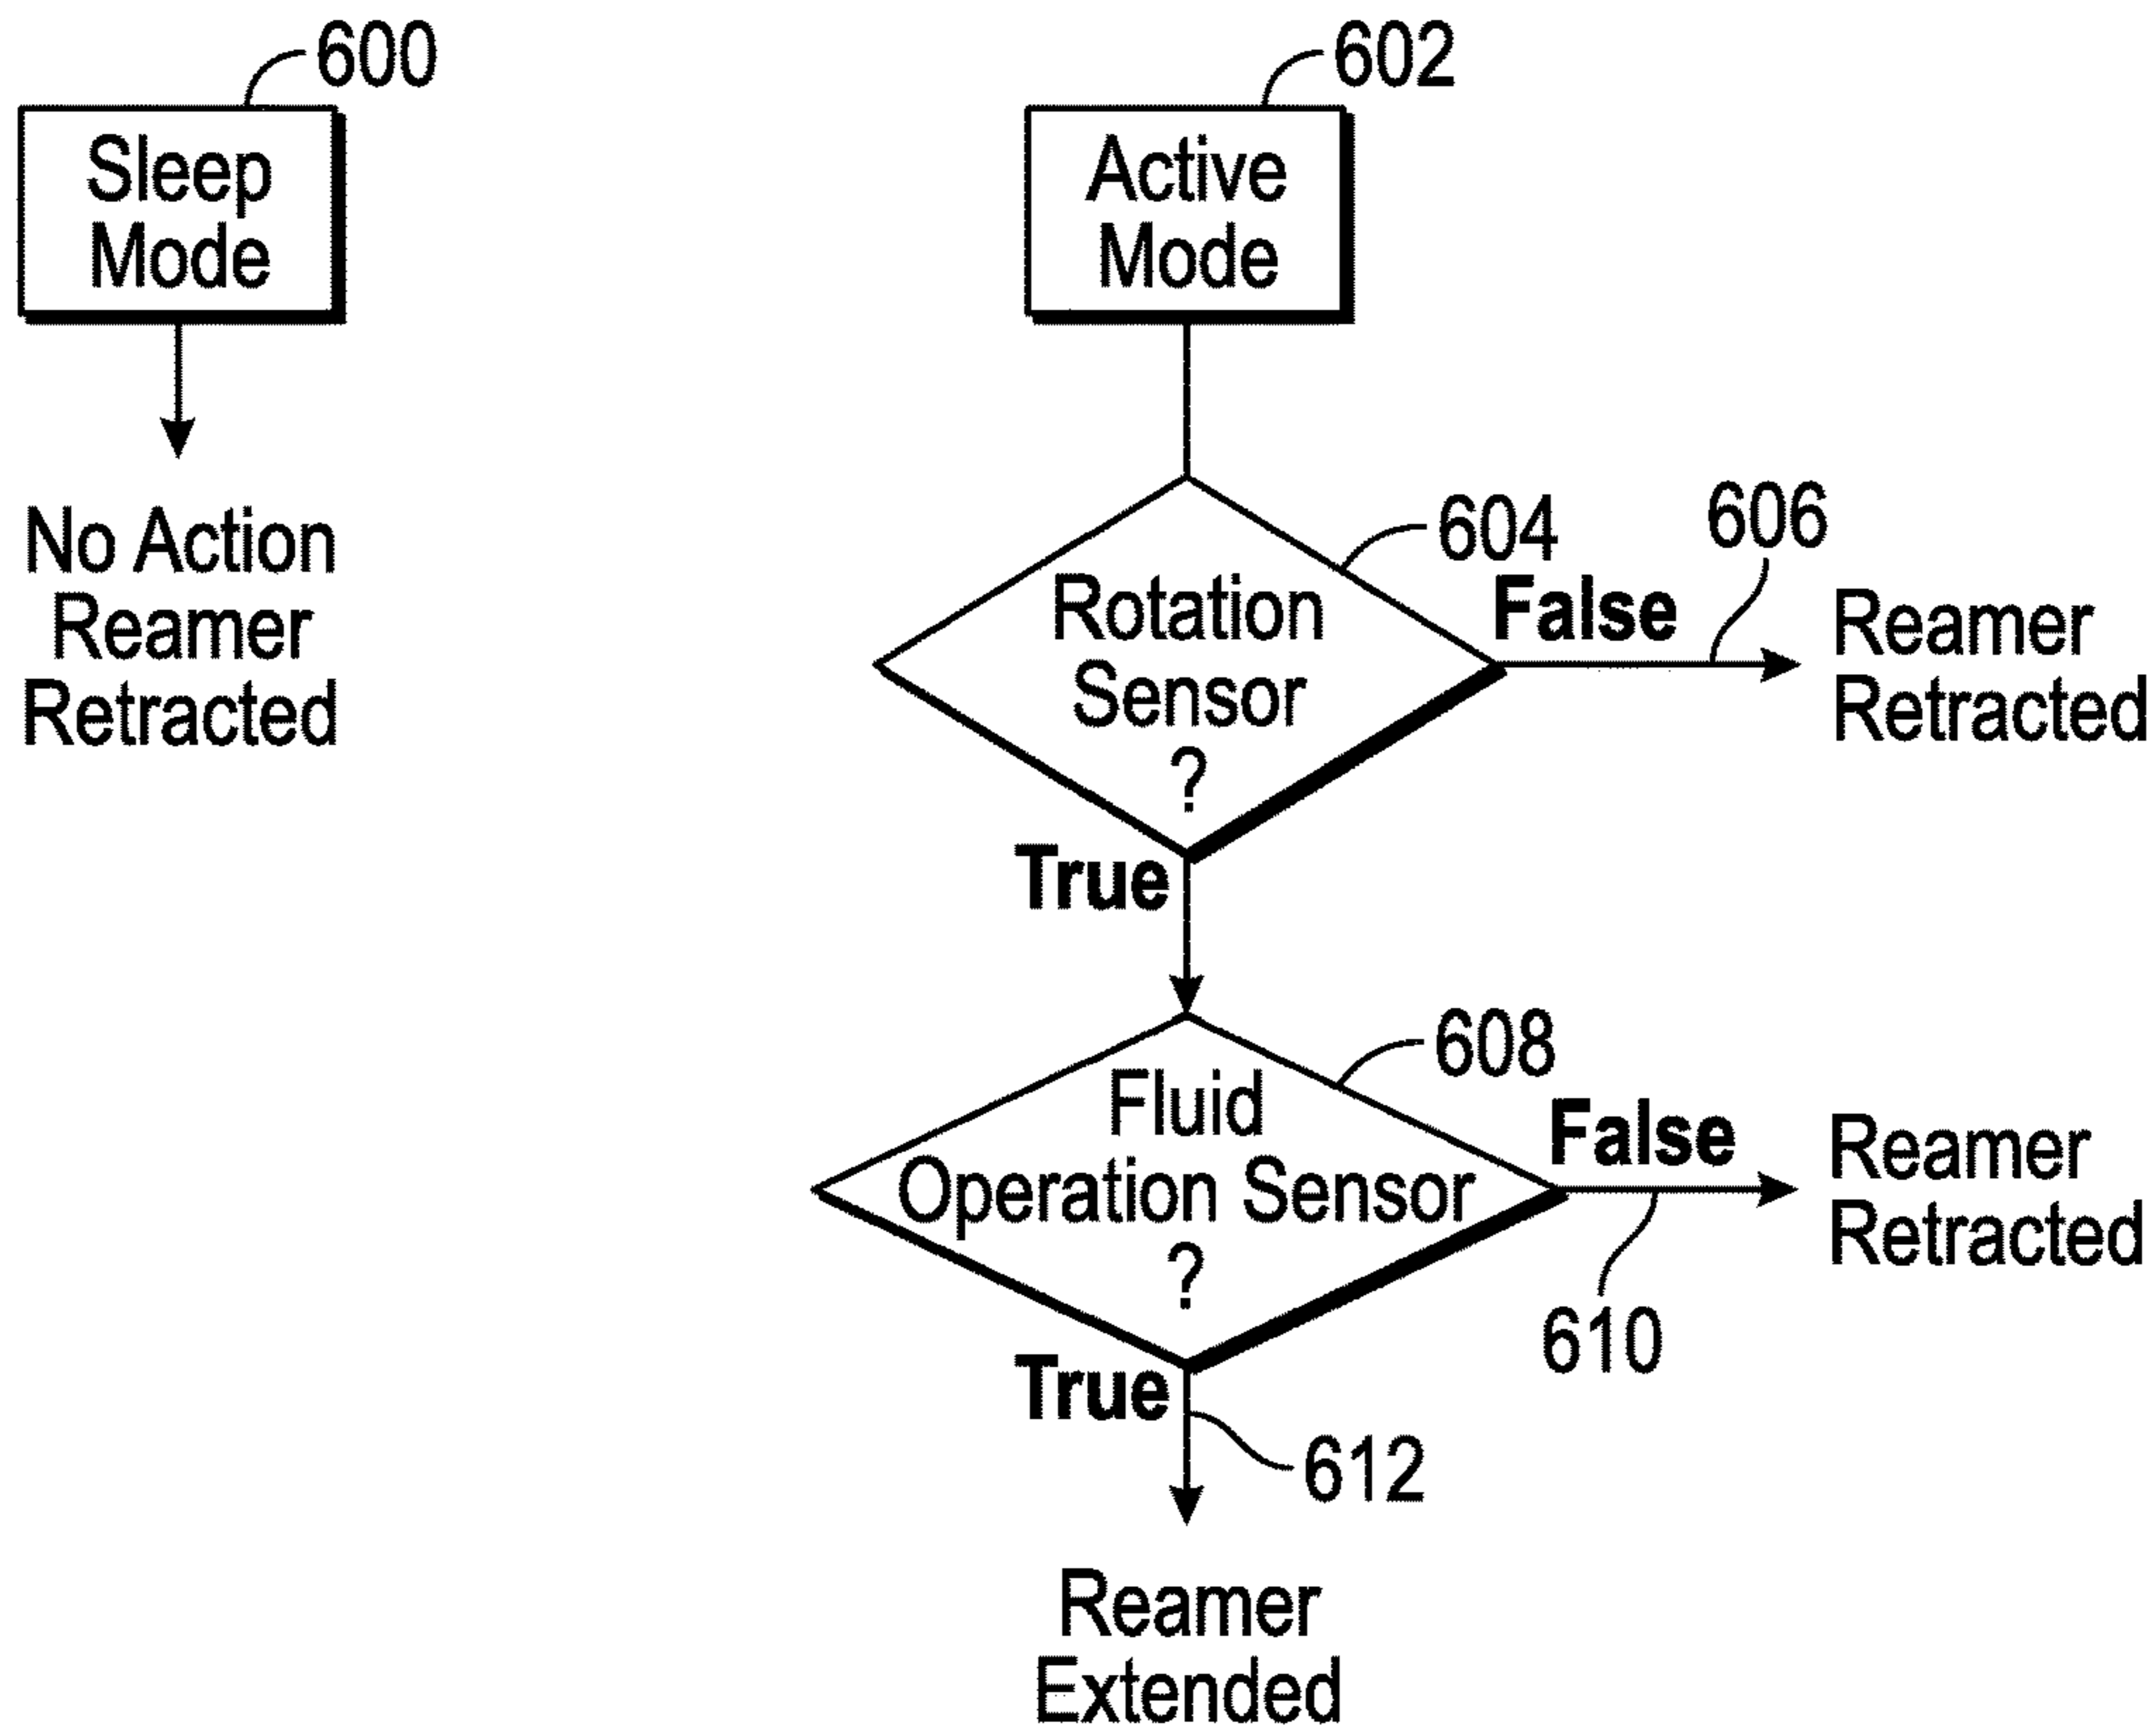 600
Sleep
Mode
No Action
Reamer
Retracted
602
Active
Mode
604
Rotation
Sensor
?
False
606
Reamer
Retracted
True
608
Fluid
Operation Sensor
?
False
610
Reamer
Retracted
True
612
Reamer
Extended